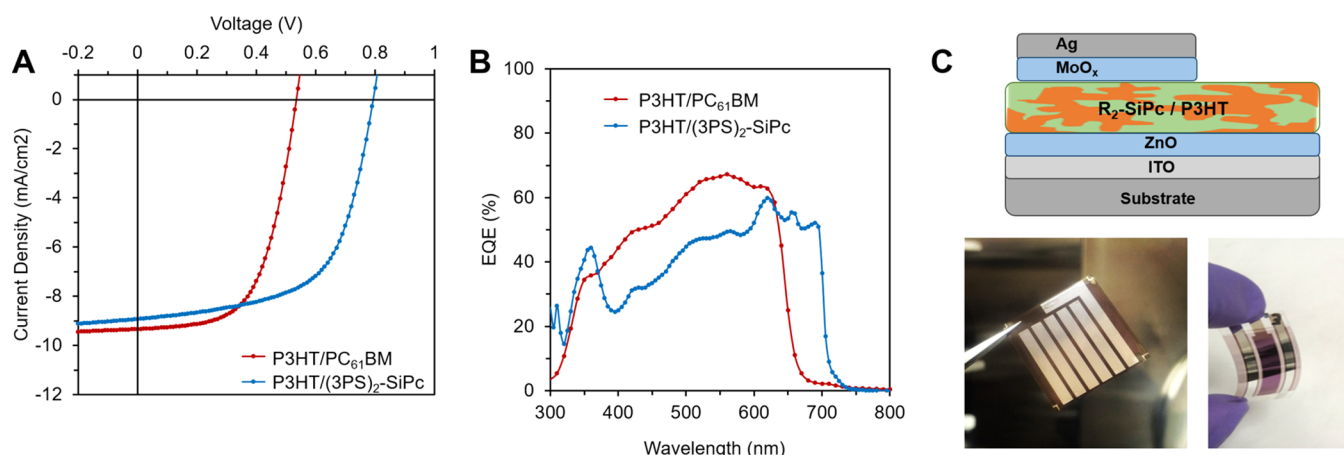 A
Voltage (V)
-0.2 0 0.2 0.4 0.6 0.8 1
Current Density (mA/cm2)
0
-2
-4
-6
-8
-10
-12
P3HT/PC₆₁BM
P3HT/(3PS)₂-SiPc
B
EQE (%)
100
80
60
40
20
0
P3HT/PC₆₁BM
P3HT/(3PS)₂-SiPc
300 400 500 600 700 800
Wavelength (nm)
C
Ag
MoOₓ
R₂-SiPc / P3HT
ZnO
ITO
Substrate